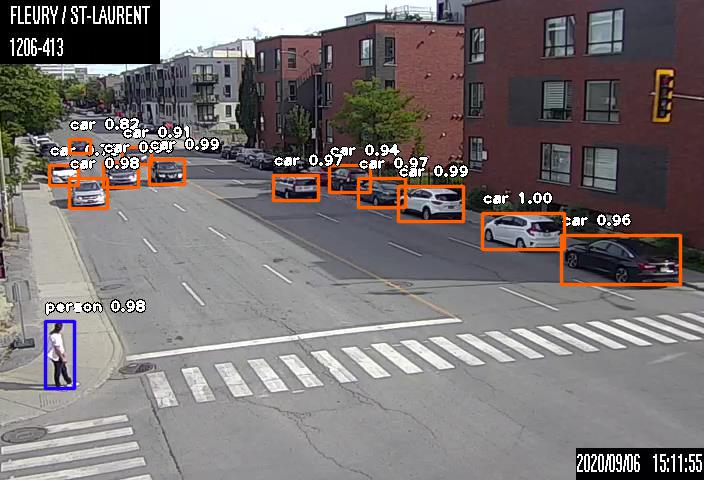 FLEURY / ST-LAURENT
1206-413
car 0.82
car 0.91
car 0.99
car 0.98
car 0.97
car 0.94
car 0.97
car 0.99
car 1.00
car 0.96
person 0.98
2020/09/06 15:11:55